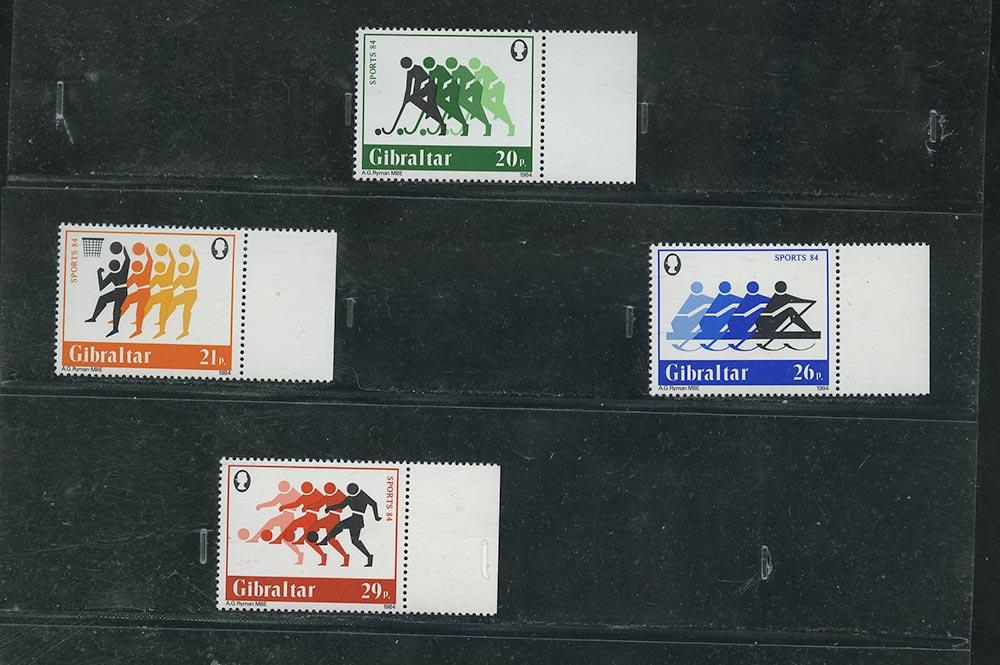 SPORTS 84
Gibraltar 20p.
A.G. Ryman MBE 1984
SPORTS 84
Gibraltar 21p.
A.G. Ryman MBE 1984
SPORTS 84
Gibraltar 26p.
A.G. Ryman MBE 1984
SPORTS 84
Gibraltar 29p.
A.G. Ryman MBE 1984